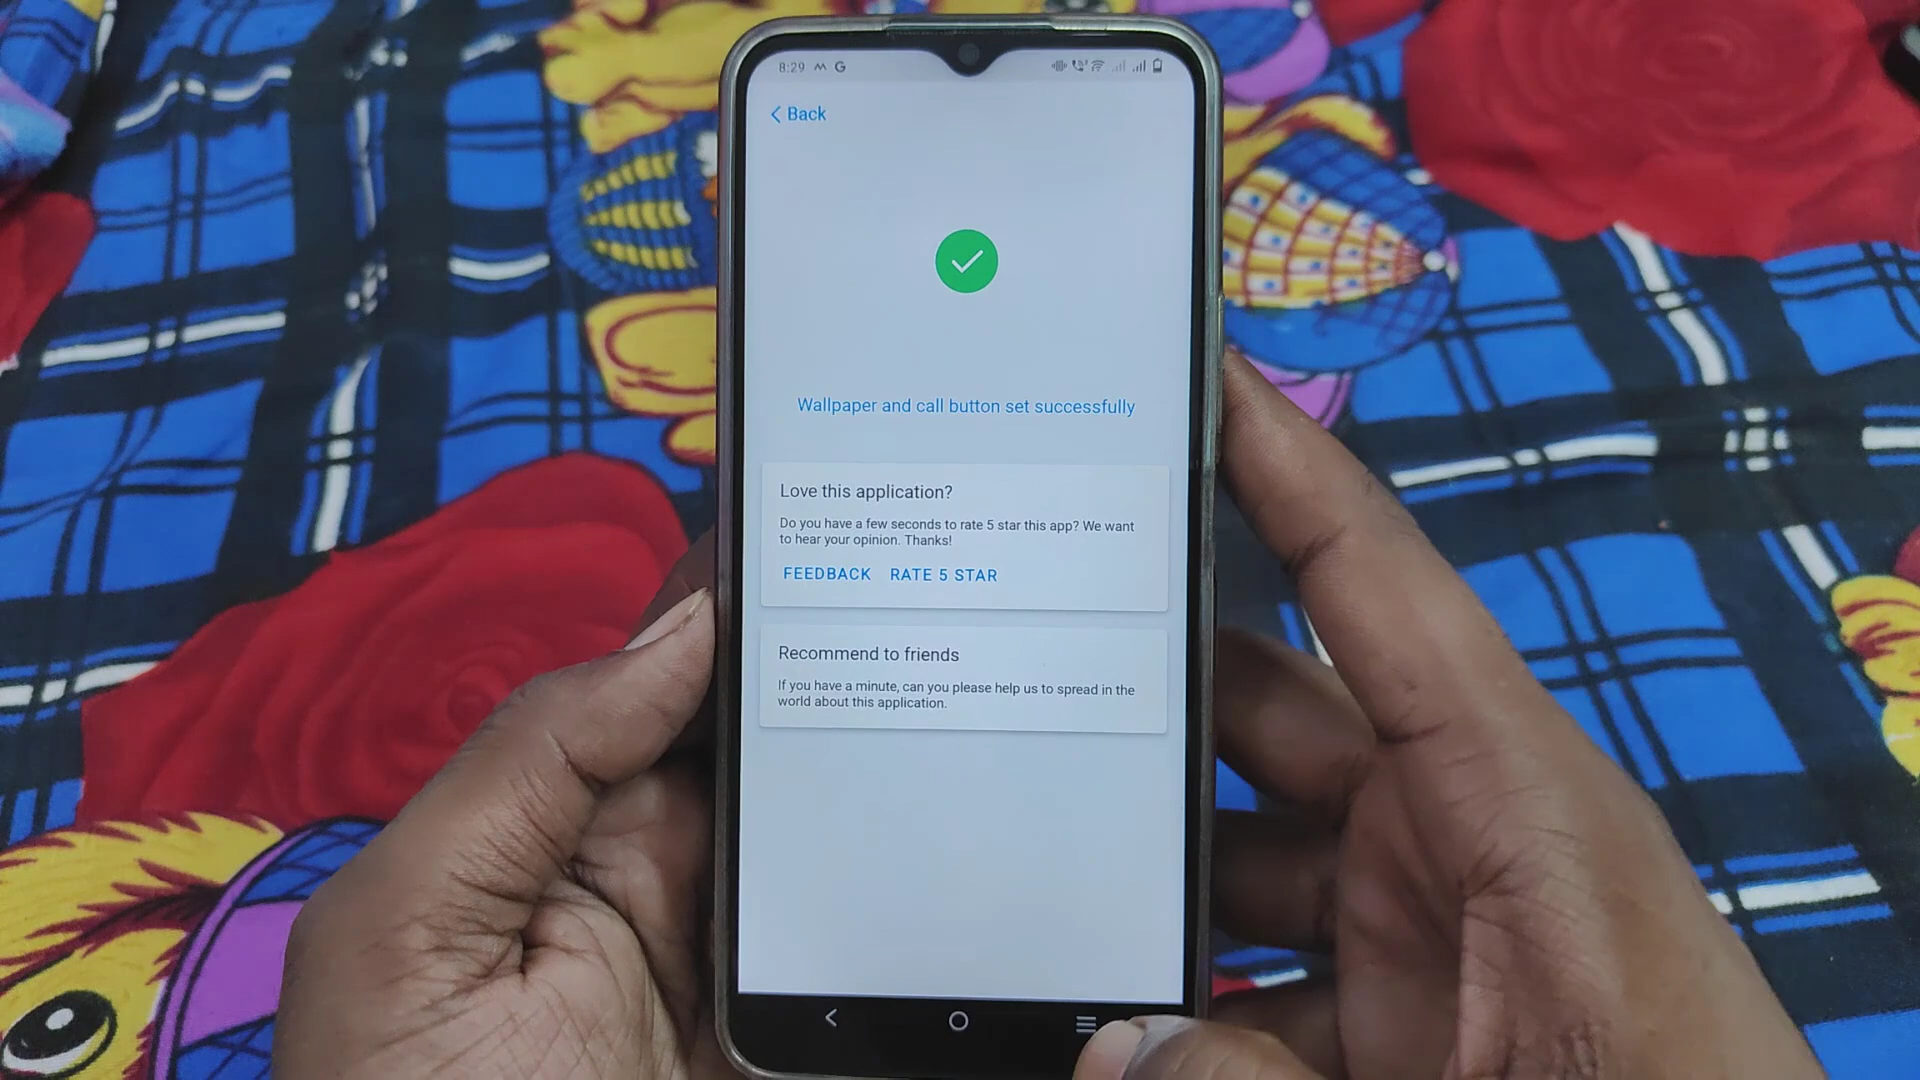 8:29
Back
Wallpaper and call button set successfully
Love this application?
Do you have a few seconds to rate 5 star this app? We want
to hear your opinion. Thanks!
FEEDBACK RATE 5 STAR
Recommend to friends
If you have a minute, can you please help us to spread in the
world about this application.